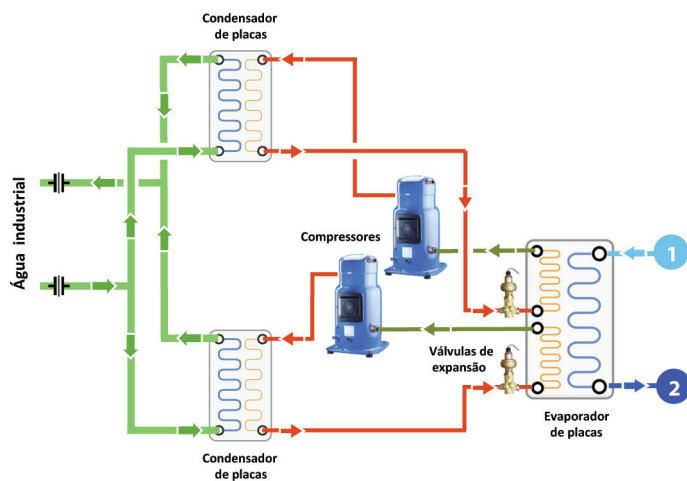 Condensador
de placas
Água industrial
Compressores
1
Válvulas de
expansão
2
Evaporador
de placas
Condensador
de placas